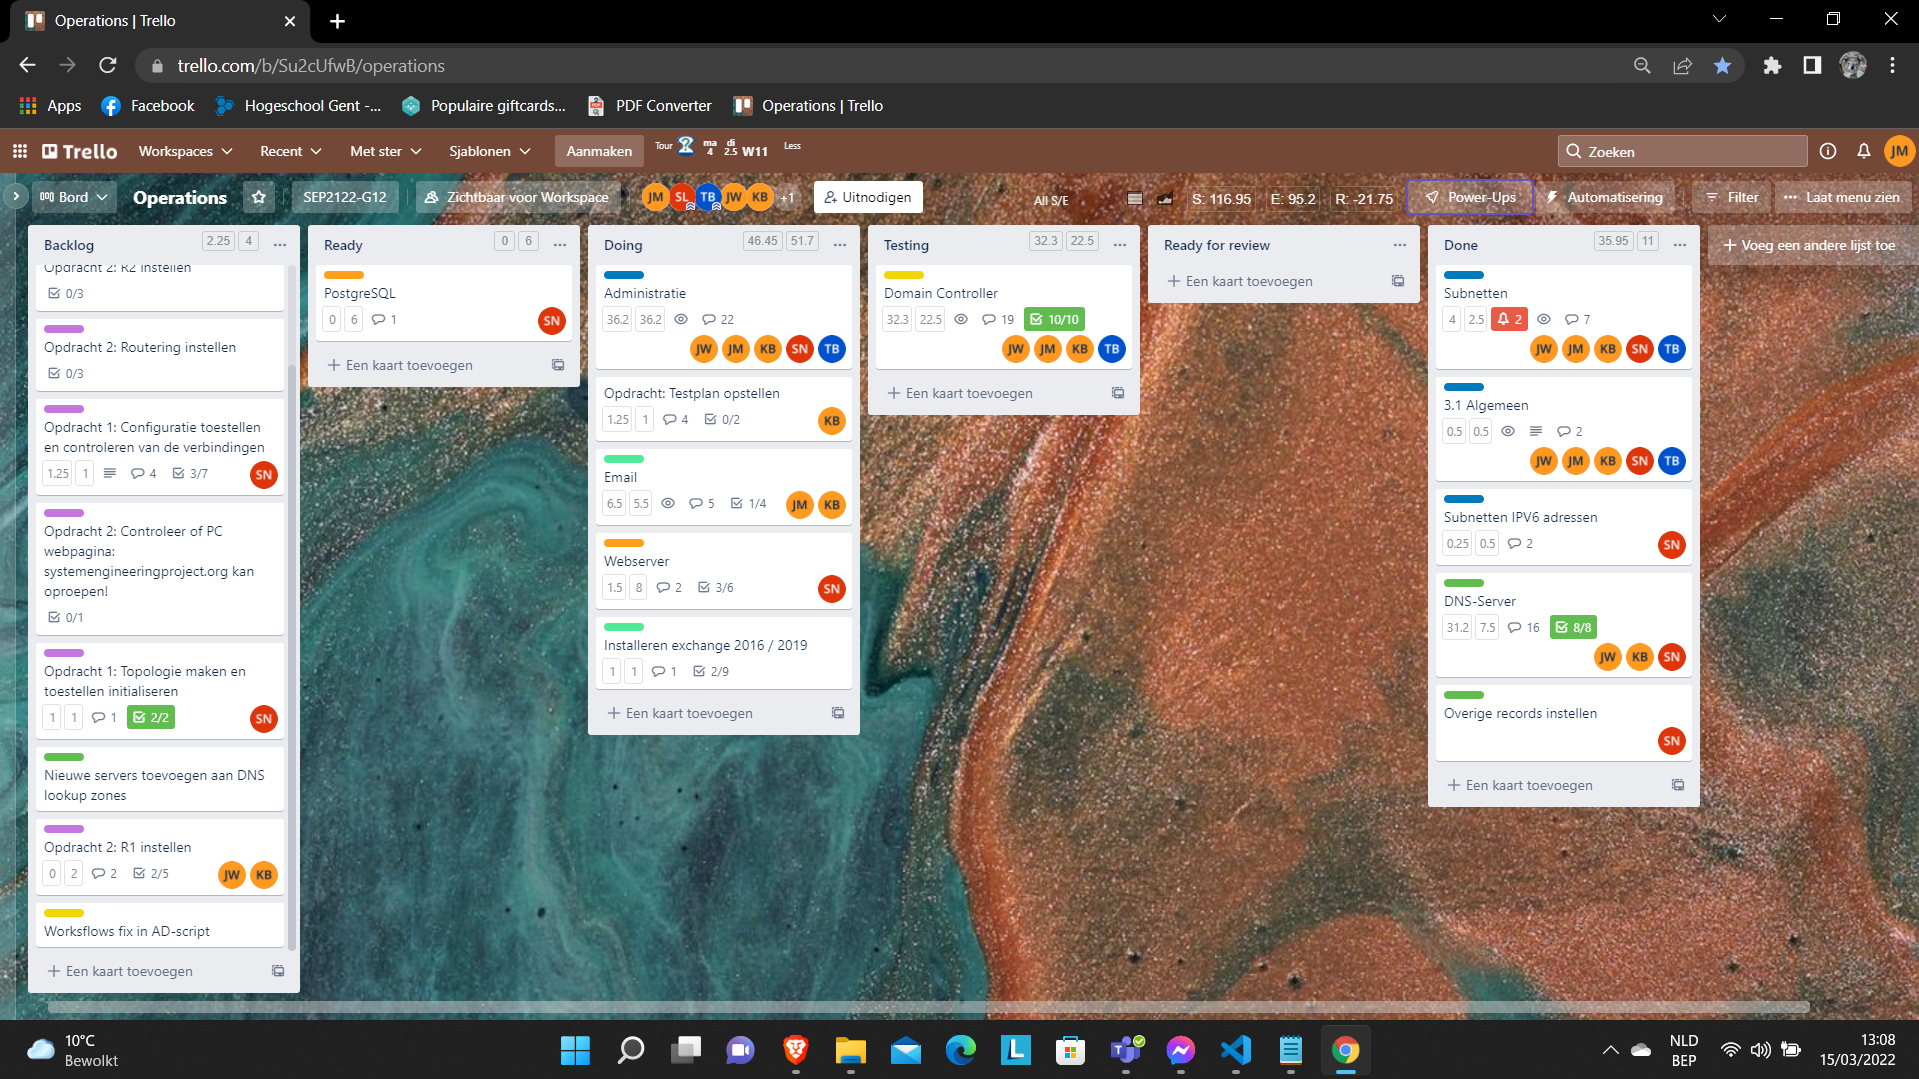 Operations | Trello
trello.com/b/Su2cUfwB/operations
Apps
Facebook
Hogeschool Gent -...
Populaire giftcards...
PDF Converter
Operations | Trello
Trello
Workspaces
Recent
Met ster
Sjablonen
Aanmaken
Tour
ma 4
di 2.5
W11
Less
Zoeken
JM
Bord
Operations
SEP2122-G12
Zichtbaar voor Workspace
JM SL TB JW KB +1
Uitnodigen
All S/E
S: 116.95
E: 95.2
R: -21.75
Power-Ups
Automatisering
Filter
Laat menu zien
Backlog 2.25 4
Opdracht 2: R2 instellen
0/3
Opdracht 2: Routering instellen
0/3
Opdracht 1: Configuratie toestellen
en controleren van de verbindingen
1.25 1 4 3/7 SN
Opdracht 2: Controleer of PC
webpagina:
systemengineeringproject.org kan
oproepen!
0/1
Opdracht 1: Topologie maken en
toestellen initialiseren
1 1 1 2/2 SN
Nieuwe servers toevoegen aan DNS
lookup zones
Opdracht 2: R1 instellen
0 2 2 2/5 JW KB
Worksflows fix in AD-script
Een kaart toevoegen
Ready 0 6
PostgreSQL
0 6 1 SN
Een kaart toevoegen
Doing 46.45 51.7
Administratie
36.2 36.2 22
JW JM KB SN TB
Opdracht: Testplan opstellen
1.25 1 4 0/2 KB
Email
6.5 5.5 5 1/4 JM KB
Webserver
1.5 8 2 3/6 SN
Installeren exchange 2016 / 2019
1 1 1 2/9
Een kaart toevoegen
Testing 32.3 22.5
Domain Controller
32.3 22.5 19 10/10
JW JM KB TB
Een kaart toevoegen
Ready for review
Een kaart toevoegen
Done 35.95 11
Subnetten
4 2.5 2 7
JW JM KB SN TB
3.1 Algemeen
0.5 0.5 2
JW JM KB SN TB
Subnetten IPV6 adressen
0.25 0.5 2 SN
DNS-Server
31.2 7.5 16 8/8
JW KB SN
Overige records instellen
SN
Een kaart toevoegen
Voeg een andere lijst toe
10°C
Bewolkt
NLD
BEP
13:08
15/03/2022